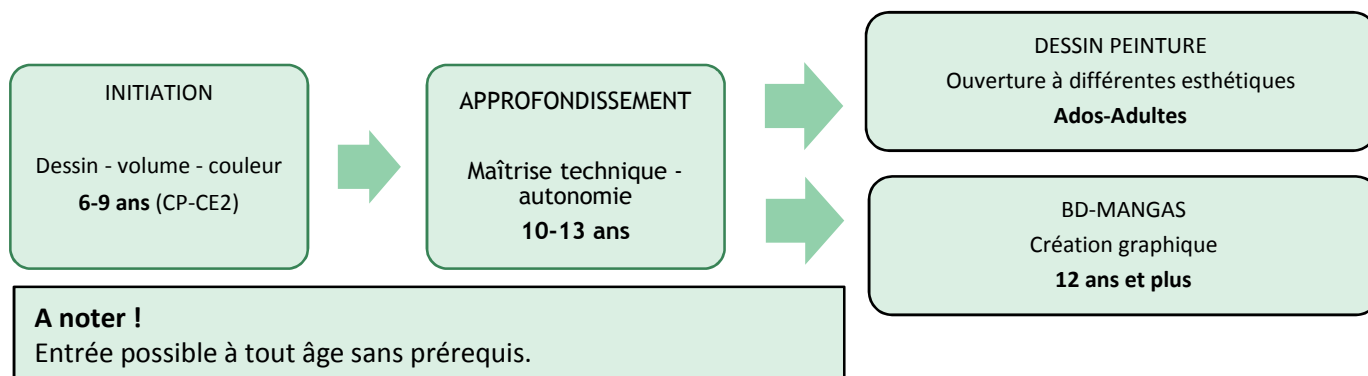 INITIATION
Dessin - volume - couleur
6-9 ans (CP-CE2)
APPROFONDISSEMENT
Maîtrise technique -
autonomie
10-13 ans
DESSIN PEINTURE
Ouverture à différentes esthétiques
Ados-Adultes
BD-MANGAS
Création graphique
12 ans et plus
A noter !
Entrée possible à tout âge sans prérequis.